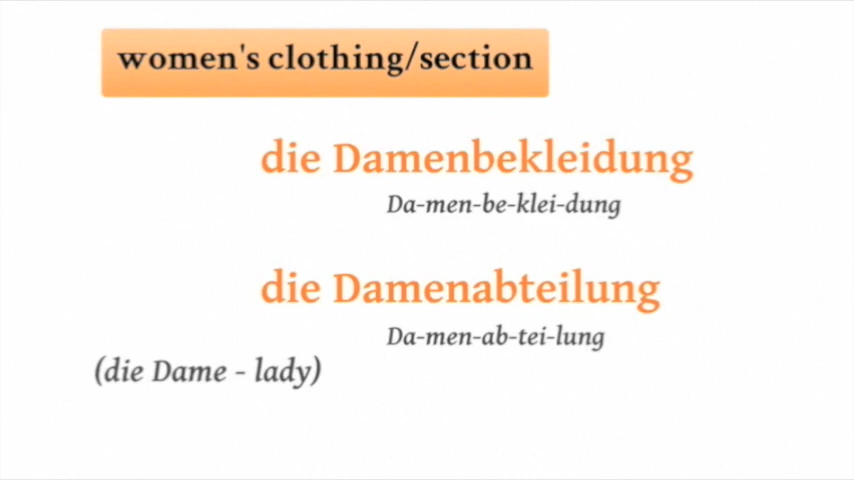 women's clothing/section
die Damenbekleidung
Da-men-be-klei-dung
die Damenabteilung
Da-men-ab-tei-lung
(die Dame - lady)